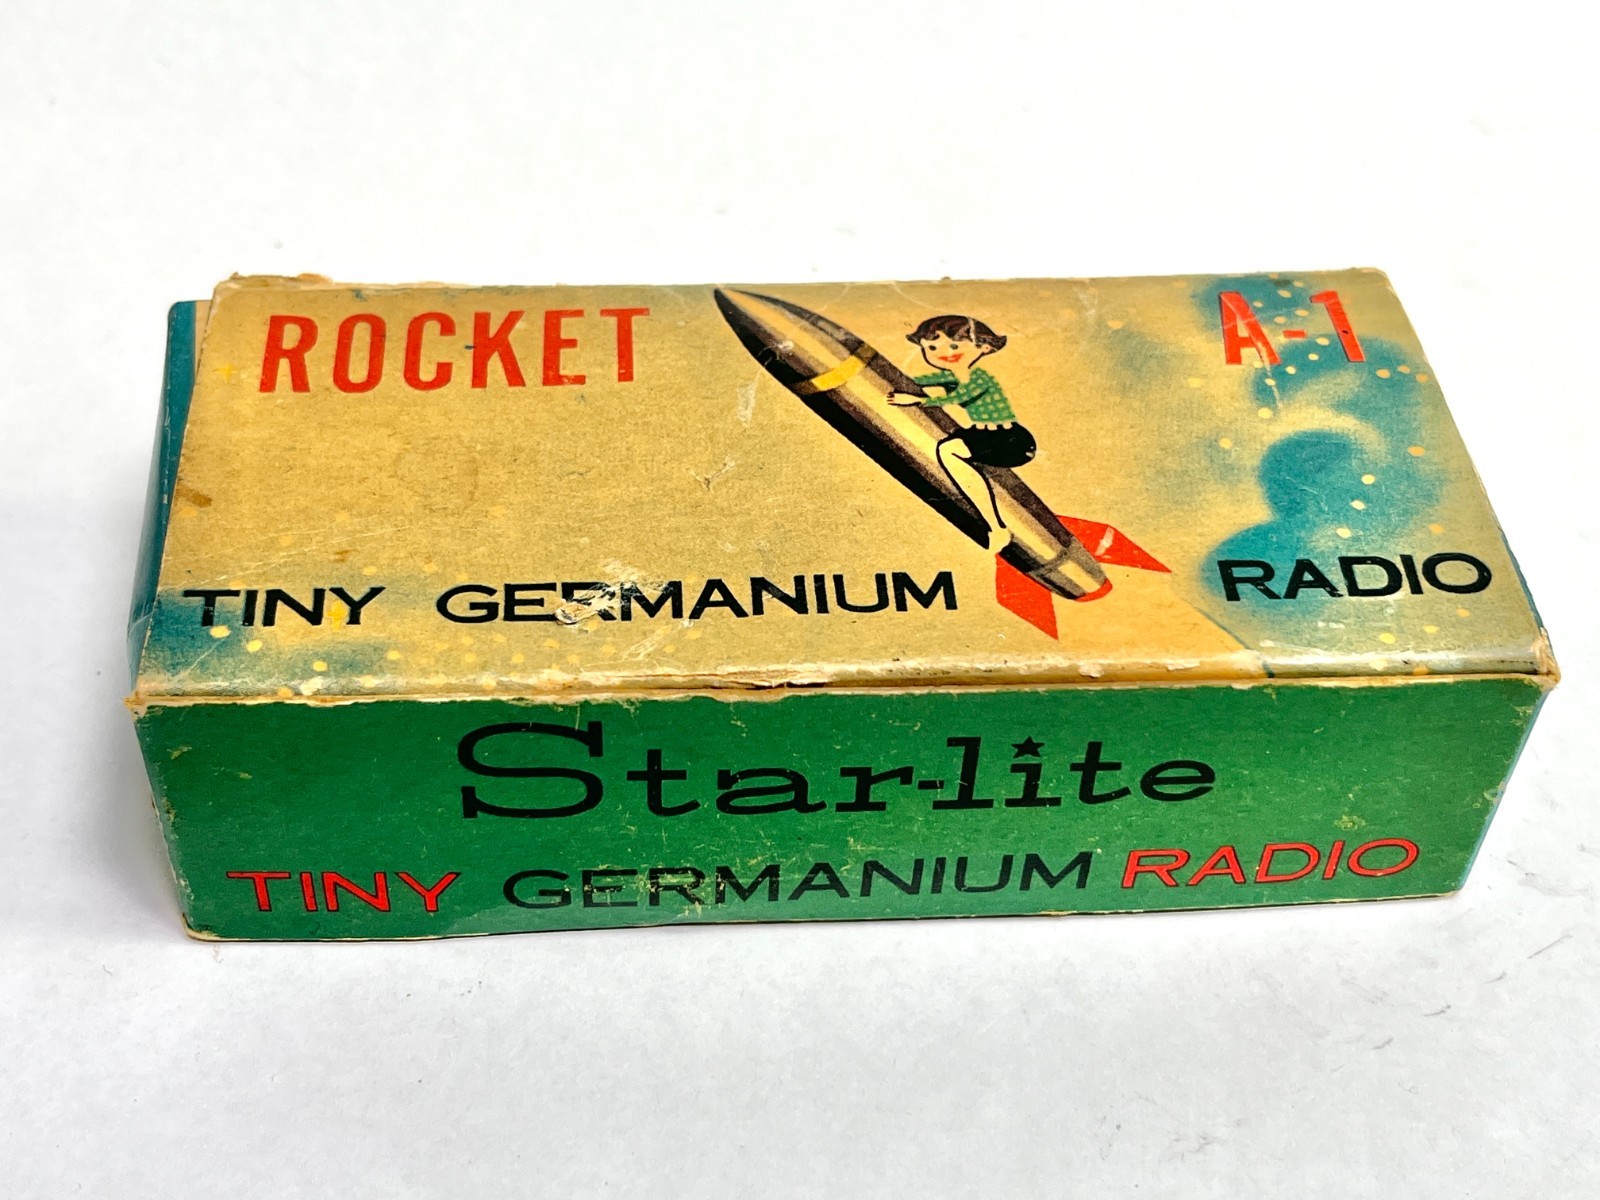 ROCKET A-1
TINY GERMANIUM RADIO
Star-lite
TINY GERMANIUM RADIO